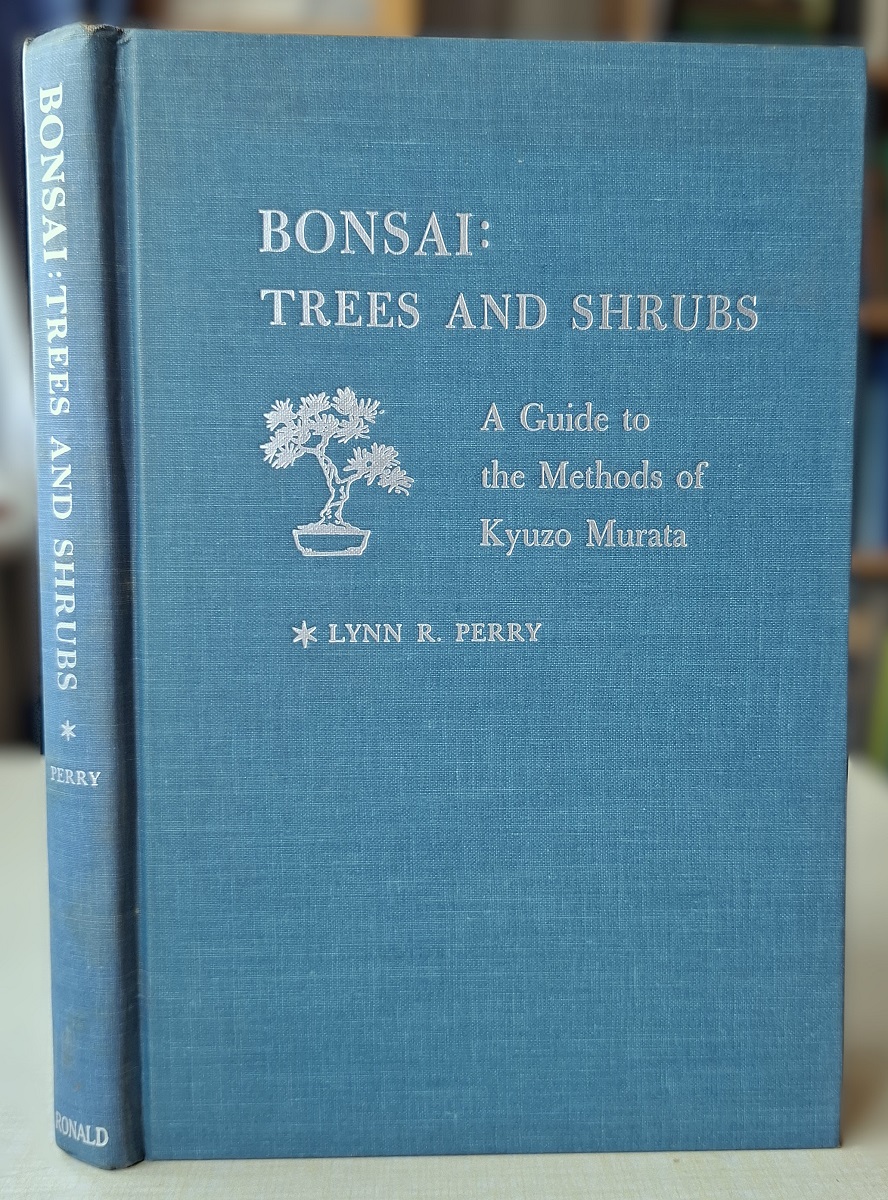 BONSAI: TREES AND SHRUBS
✶
PERRY
RONALD
BONSAI:
TREES AND SHRUBS
A Guide to
the Methods of
Kyuzo Murata
✶ LYNN R. PERRY